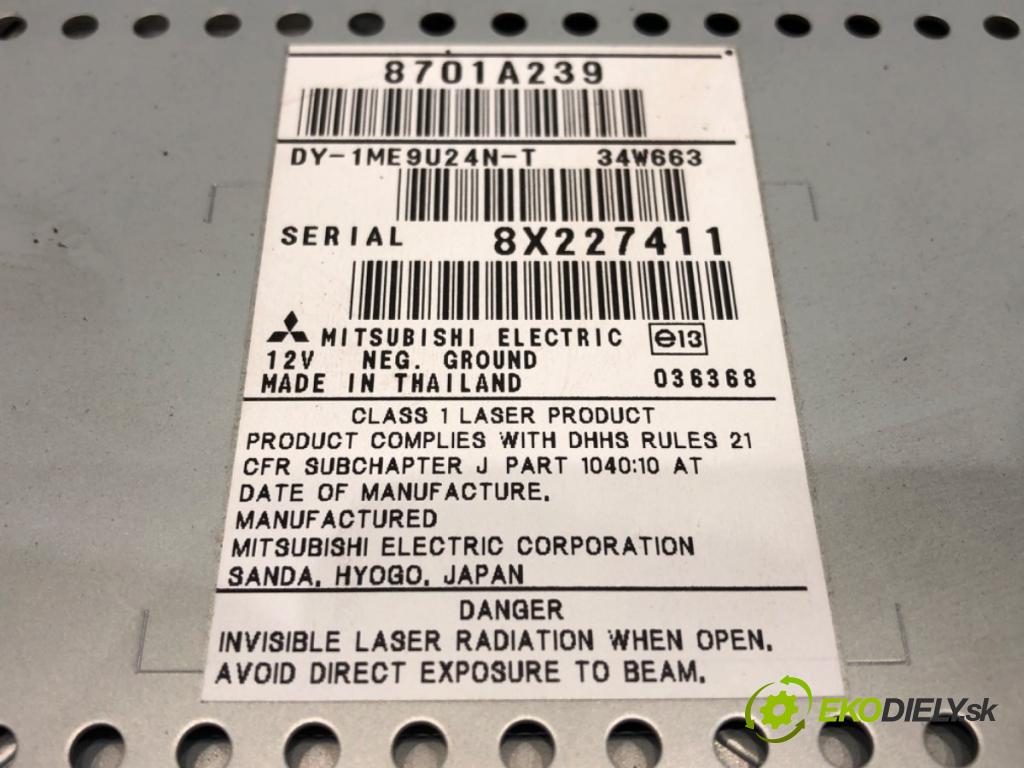 8701A239
DY-1ME9U24N-T 34W663
SERIAL 8X227411
MITSUBISHI ELECTRIC e13
12V NEG. GROUND
MADE IN THAILAND 036368
CLASS 1 LASER PRODUCT
PRODUCT COMPLIES WITH DHHS RULES 21
CFR SUBCHAPTER J PART 1040:10 AT
DATE OF MANUFACTURE.
MANUFACTURED
MITSUBISHI ELECTRIC CORPORATION
SANDA, HYOGO, JAPAN
DANGER
INVISIBLE LASER RADIATION WHEN OPEN.
AVOID DIRECT EXPOSURE TO BEAM.
EKODIELY.sk